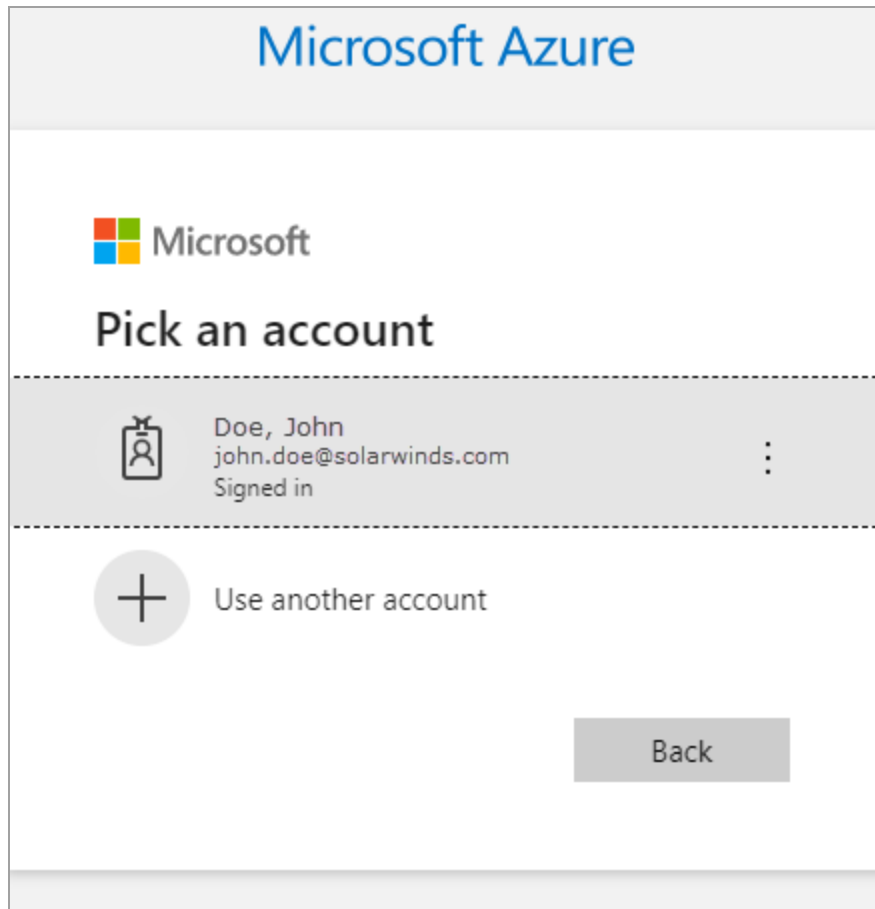 Microsoft Azure
Microsoft
Pick an account
Doe, John
john.doe@solarwinds.com
Signed in
Use another account
Back